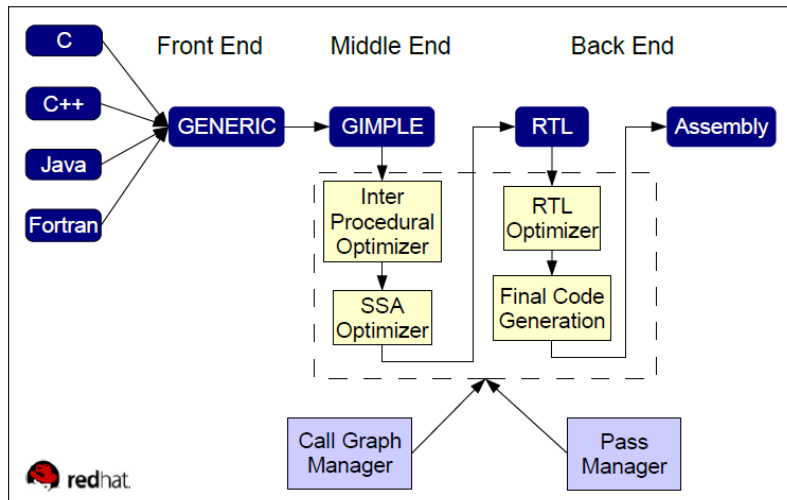 C
Front End
Middle End
Back End
C++
GENERIC
GIMPLE
RTL
Assembly
Java
Fortran
Inter
Procedural
Optimizer
SSA
Optimizer
RTL
Optimizer
Final Code
Generation
Call Graph
Manager
Pass
Manager
redhat.